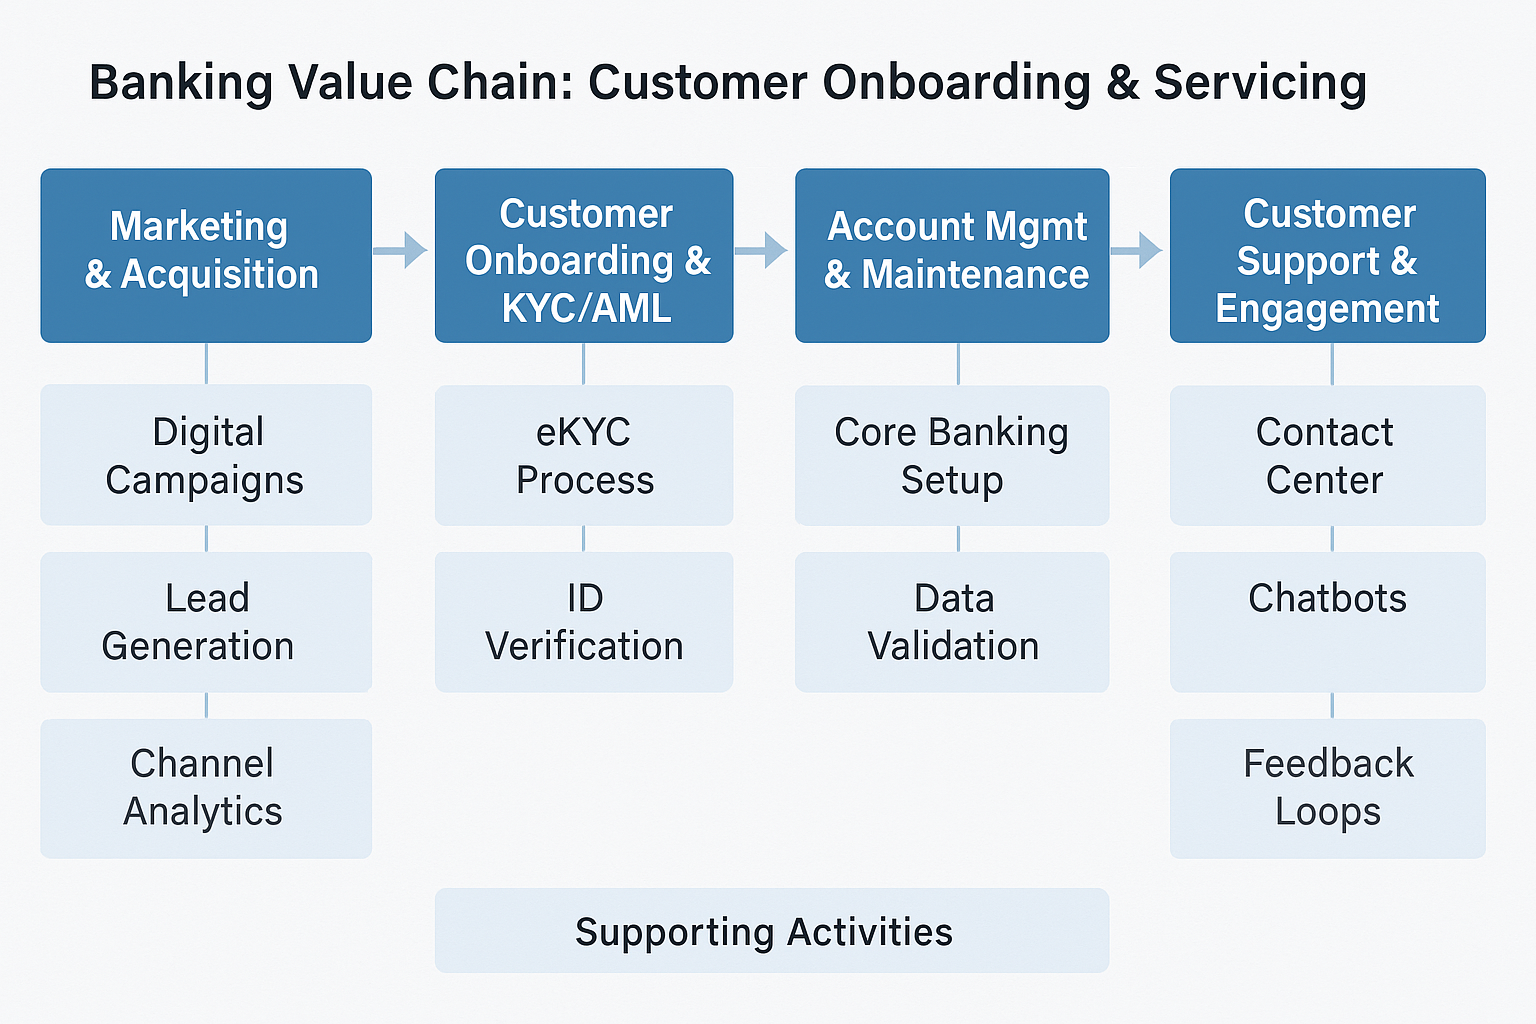 Banking Value Chain: Customer Onboarding & Servicing
Marketing
& Acquisition
Customer
Onboarding &
KYC/AML
Account Mgmt
& Maintenance
Customer
Support &
Engagement
Digital
Campaigns
eKYC
Process
Core Banking
Setup
Contact
Center
Lead
Generation
ID
Verification
Data
Validation
Chatbots
Channel
Analytics
Feedback
Loops
Supporting Activities